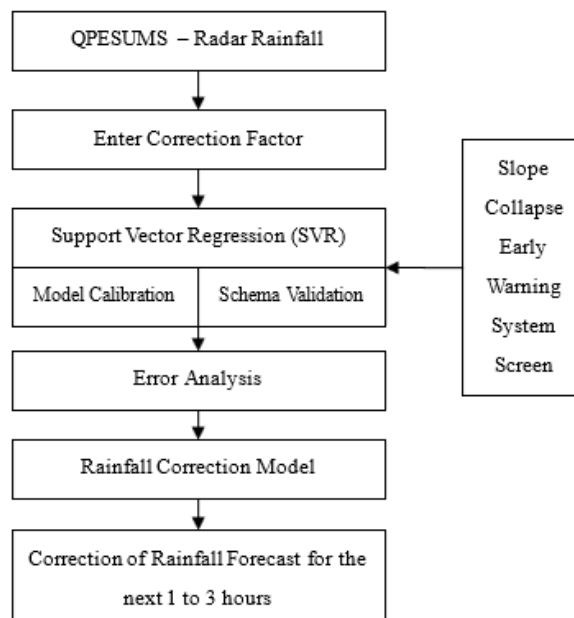 QPESUMS – Radar Rainfall
Enter Correction Factor
Support Vector Regression (SVR)
Model Calibration
Schema Validation
Slope
Collapse
Early
Warning
System
Screen
Error Analysis
Rainfall Correction Model
Correction of Rainfall Forecast for the
next 1 to 3 hours